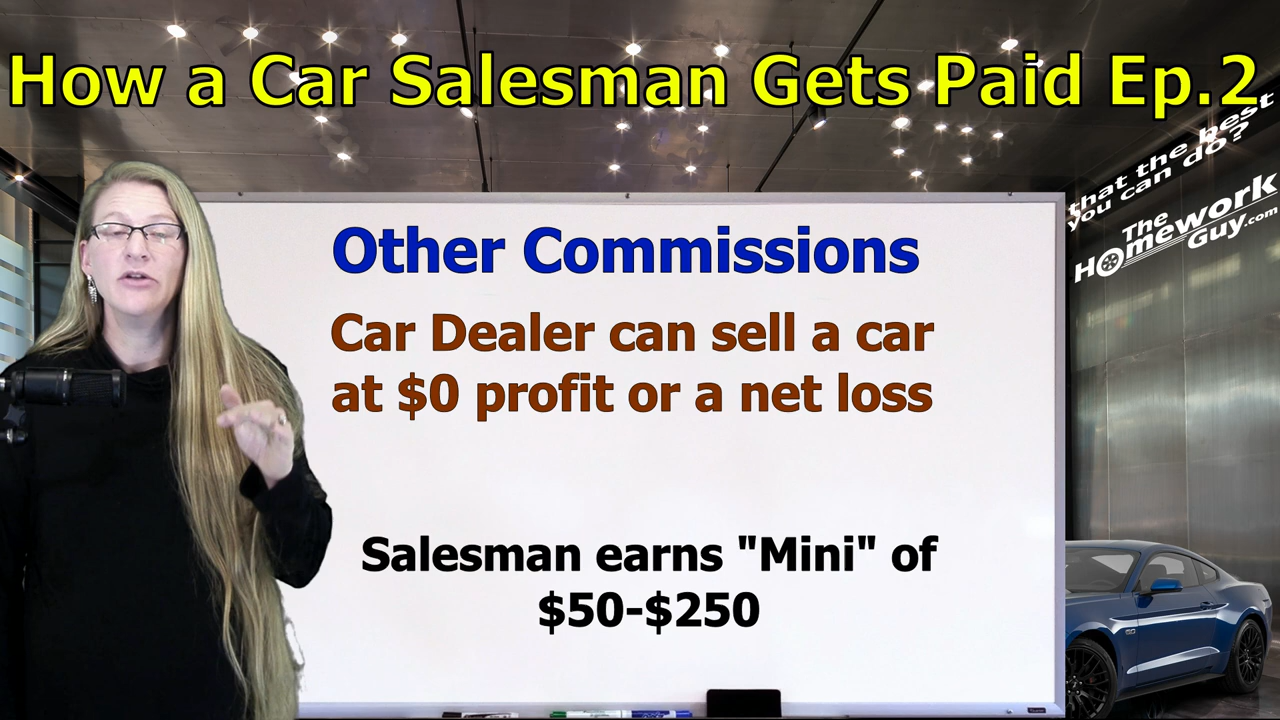 How a Car Salesman Gets Paid Ep.2
that the best
you can do?
The
Homework
Guy.com
Other Commissions
Car Dealer can sell a car
at $0 profit or a net loss
Salesman earns "Mini" of
$50-$250